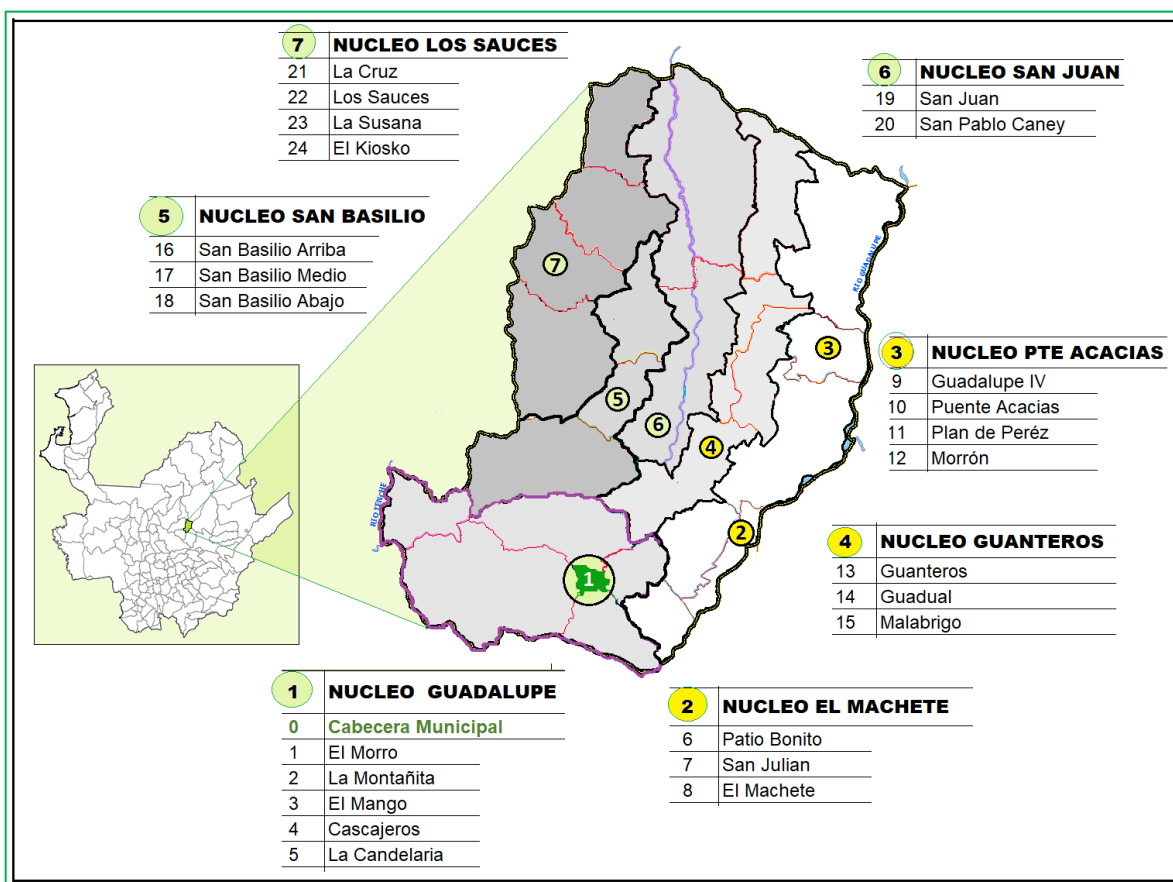 7 NUCLEO LOS SAUCES
21 La Cruz
22 Los Sauces
23 La Susana
24 El Kiosko
6 NUCLEO SAN JUAN
19 San Juan
20 San Pablo Caney
5 NUCLEO SAN BASILIO
16 San Basilio Arriba
17 San Basilio Medio
18 San Basilio Abajo
RIO GUADALUPE
7
3
5
6
4
2
1
RIO TENCHE
3 NUCLEO PTE ACACIAS
9 Guadalupe IV
10 Puente Acacias
11 Plan de Peréz
12 Morrón
4 NUCLEO GUANTEROS
13 Guanteros
14 Guadual
15 Malabrigo
1 NUCLEO GUADALUPE
0 Cabecera Municipal
1 El Morro
2 La Montañita
3 El Mango
4 Cascajeros
5 La Candelaria
2 NUCLEO EL MACHETE
6 Patio Bonito
7 San Julian
8 El Machete